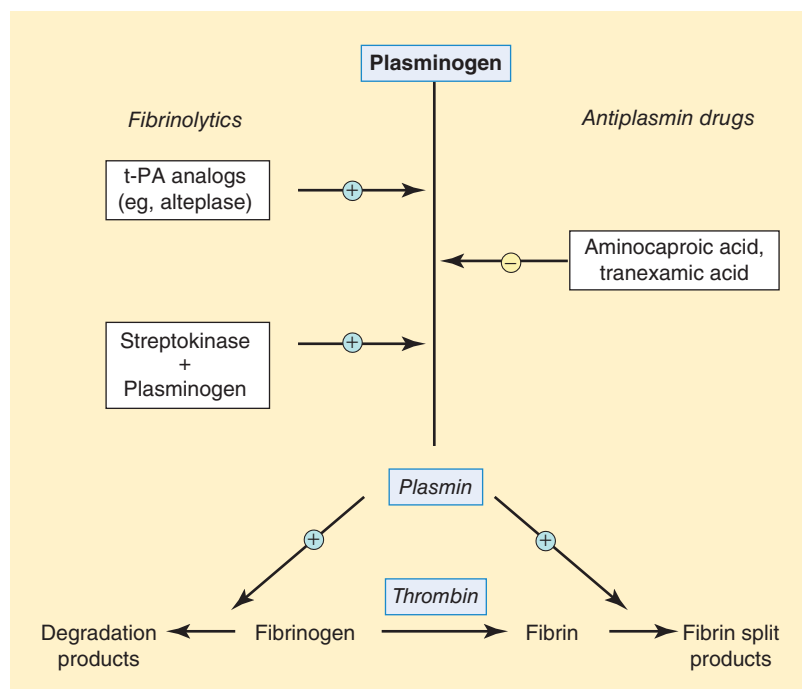 Plasminogen
Fibrinolytics
Antiplasmin drugs
t-PA analogs
(eg, alteplase)
+
Aminocaproic acid,
tranexamic acid
−
Streptokinase
+
Plasminogen
+
Plasmin
+
+
Thrombin
Degradation
products
Fibrinogen
Fibrin
Fibrin split
products